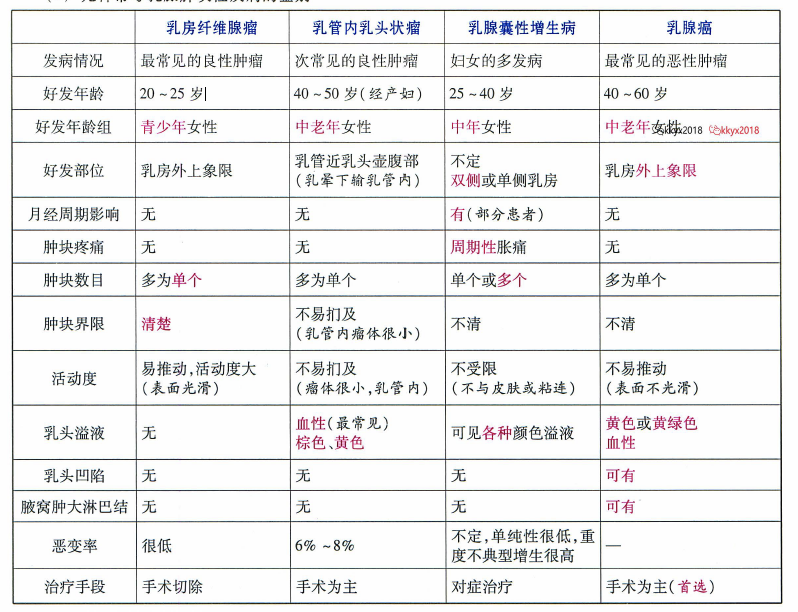 乳房纤维腺瘤 乳管内乳头状瘤 乳腺囊性增生病 乳腺癌
发病情况 最常见的良性肿瘤 次常见的良性肿瘤 妇女的多发病 最常见的恶性肿瘤
好发年龄 20~25岁 40~50岁(经产妇) 25~40岁 40~60岁
好发年龄组 青少年女性 中老年女性 中年女性 中老年女性 kkyx2018 kkyx2018
好发部位 乳房外上象限 乳管近乳头壶腹部 不定 乳房外上象限
(乳晕下输乳管内) 双侧或单侧乳房
月经周期影响 无 无 有(部分患者) 无
肿块疼痛 无 无 周期性胀痛 无
肿块数目 多为单个 多为单个 单个或多个 多为单个
肿块界限 清楚 不易扪及 不清 不清
(乳管内瘤体很小)
活动度 易推动,活动度大 不易扪及 不受限 不易推动
(表面光滑) (瘤体很小,乳管内) (不与皮肤或粘连) (表面不光滑)
乳头溢液 无 血性(最常见) 可见各种颜色溢液 黄色或黄绿色
棕色、黄色 血性
乳头凹陷 无 无 无 可有
腋窝肿大淋巴结 无 无 无 可有
恶变率 很低 6%~8% 不定,单纯性很低,重 —
度不典型增生很高
治疗手段 手术切除 手术为主 对症治疗 手术为主(首选)